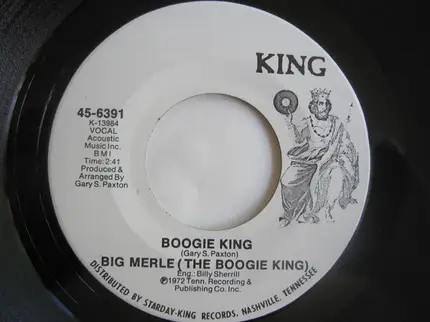 KING
45-6391
K-13984
VOCAL
Acoustic
Music Inc.
BMI
Time: 2:41
Produced &
Arranged By
Gary S. Paxton
BOOGIE KING
(Gary S. Paxton)
BIG MERLE (THE BOOGIE KING)
Eng.: Billy Sherrill
℗1972 Tenn. Recording &
Publishing Co. Inc.
DISTRIBUTED BY STARDAY-KING RECORDS, NASHVILLE, TENNESSEE